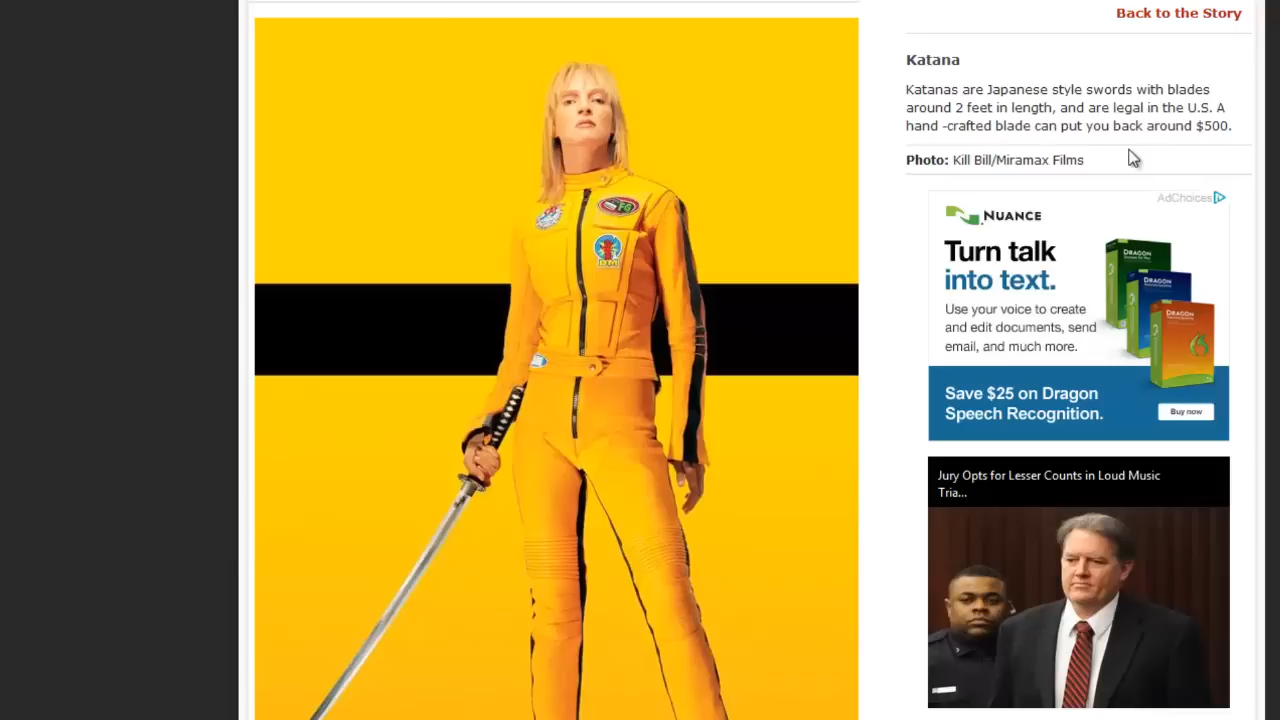 Back to the Story
Katana
Katanas are Japanese style swords with blades
around 2 feet in length, and are legal in the U.S. A
hand -crafted blade can put you back around $500.
Photo: Kill Bill/Miramax Films
AdChoices
NUANCE
Turn talk
into text.
Use your voice to create
and edit documents, send
email, and much more.
DRAGON
DRAGON
DRAGON
Save $25 on Dragon
Speech Recognition.
Buy now
Jury Opts for Lesser Counts in Loud Music
Tria...